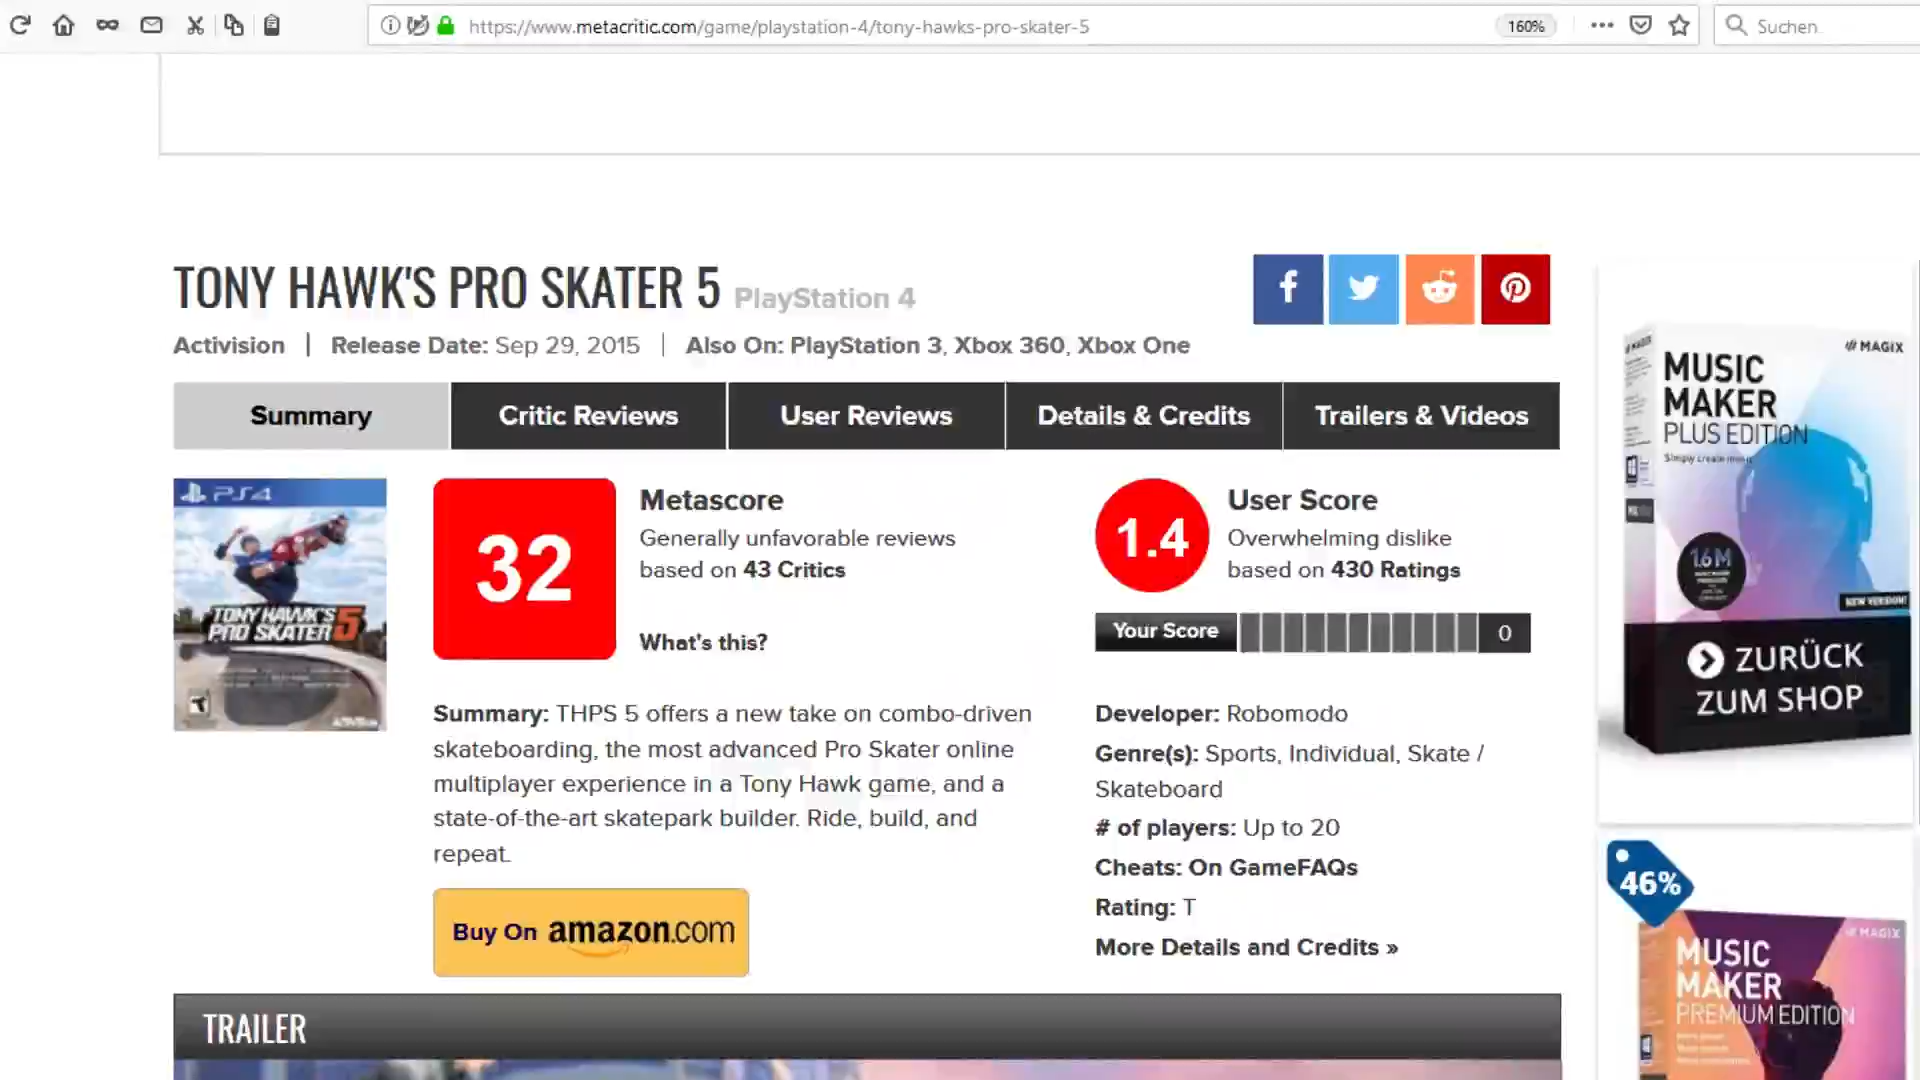 https://www.metacritic.com/game/playstation-4/tony-hawks-pro-skater-5
160%
Suchen
TONY HAWK'S PRO SKATER 5 PlayStation 4
Activision | Release Date: Sep 29, 2015 | Also On: PlayStation 3, Xbox 360, Xbox One
Summary
Critic Reviews
User Reviews
Details & Credits
Trailers & Videos
PS4
TONY HAWK'S
PRO SKATER 5
32
Metascore
Generally unfavorable reviews
based on 43 Critics
What's this?
1.4
User Score
Overwhelming dislike
based on 430 Ratings
Your Score
0
Summary: THPS 5 offers a new take on combo-driven
skateboarding, the most advanced Pro Skater online
multiplayer experience in a Tony Hawk game, and a
state-of-the-art skatepark builder. Ride, build, and
repeat.
Buy On amazon.com
Developer: Robomodo
Genre(s): Sports, Individual, Skate /
Skateboard
# of players: Up to 20
Cheats: On GameFAQs
Rating: T
More Details and Credits »
TRAILER
MAGIX
MUSIC
MAKER
PLUS EDITION
Simply create music
1.6 M
NEW VERSION!
ZURÜCK
ZUM SHOP
46%
MAGIX
MUSIC
MAKER
PREMIUM EDITION